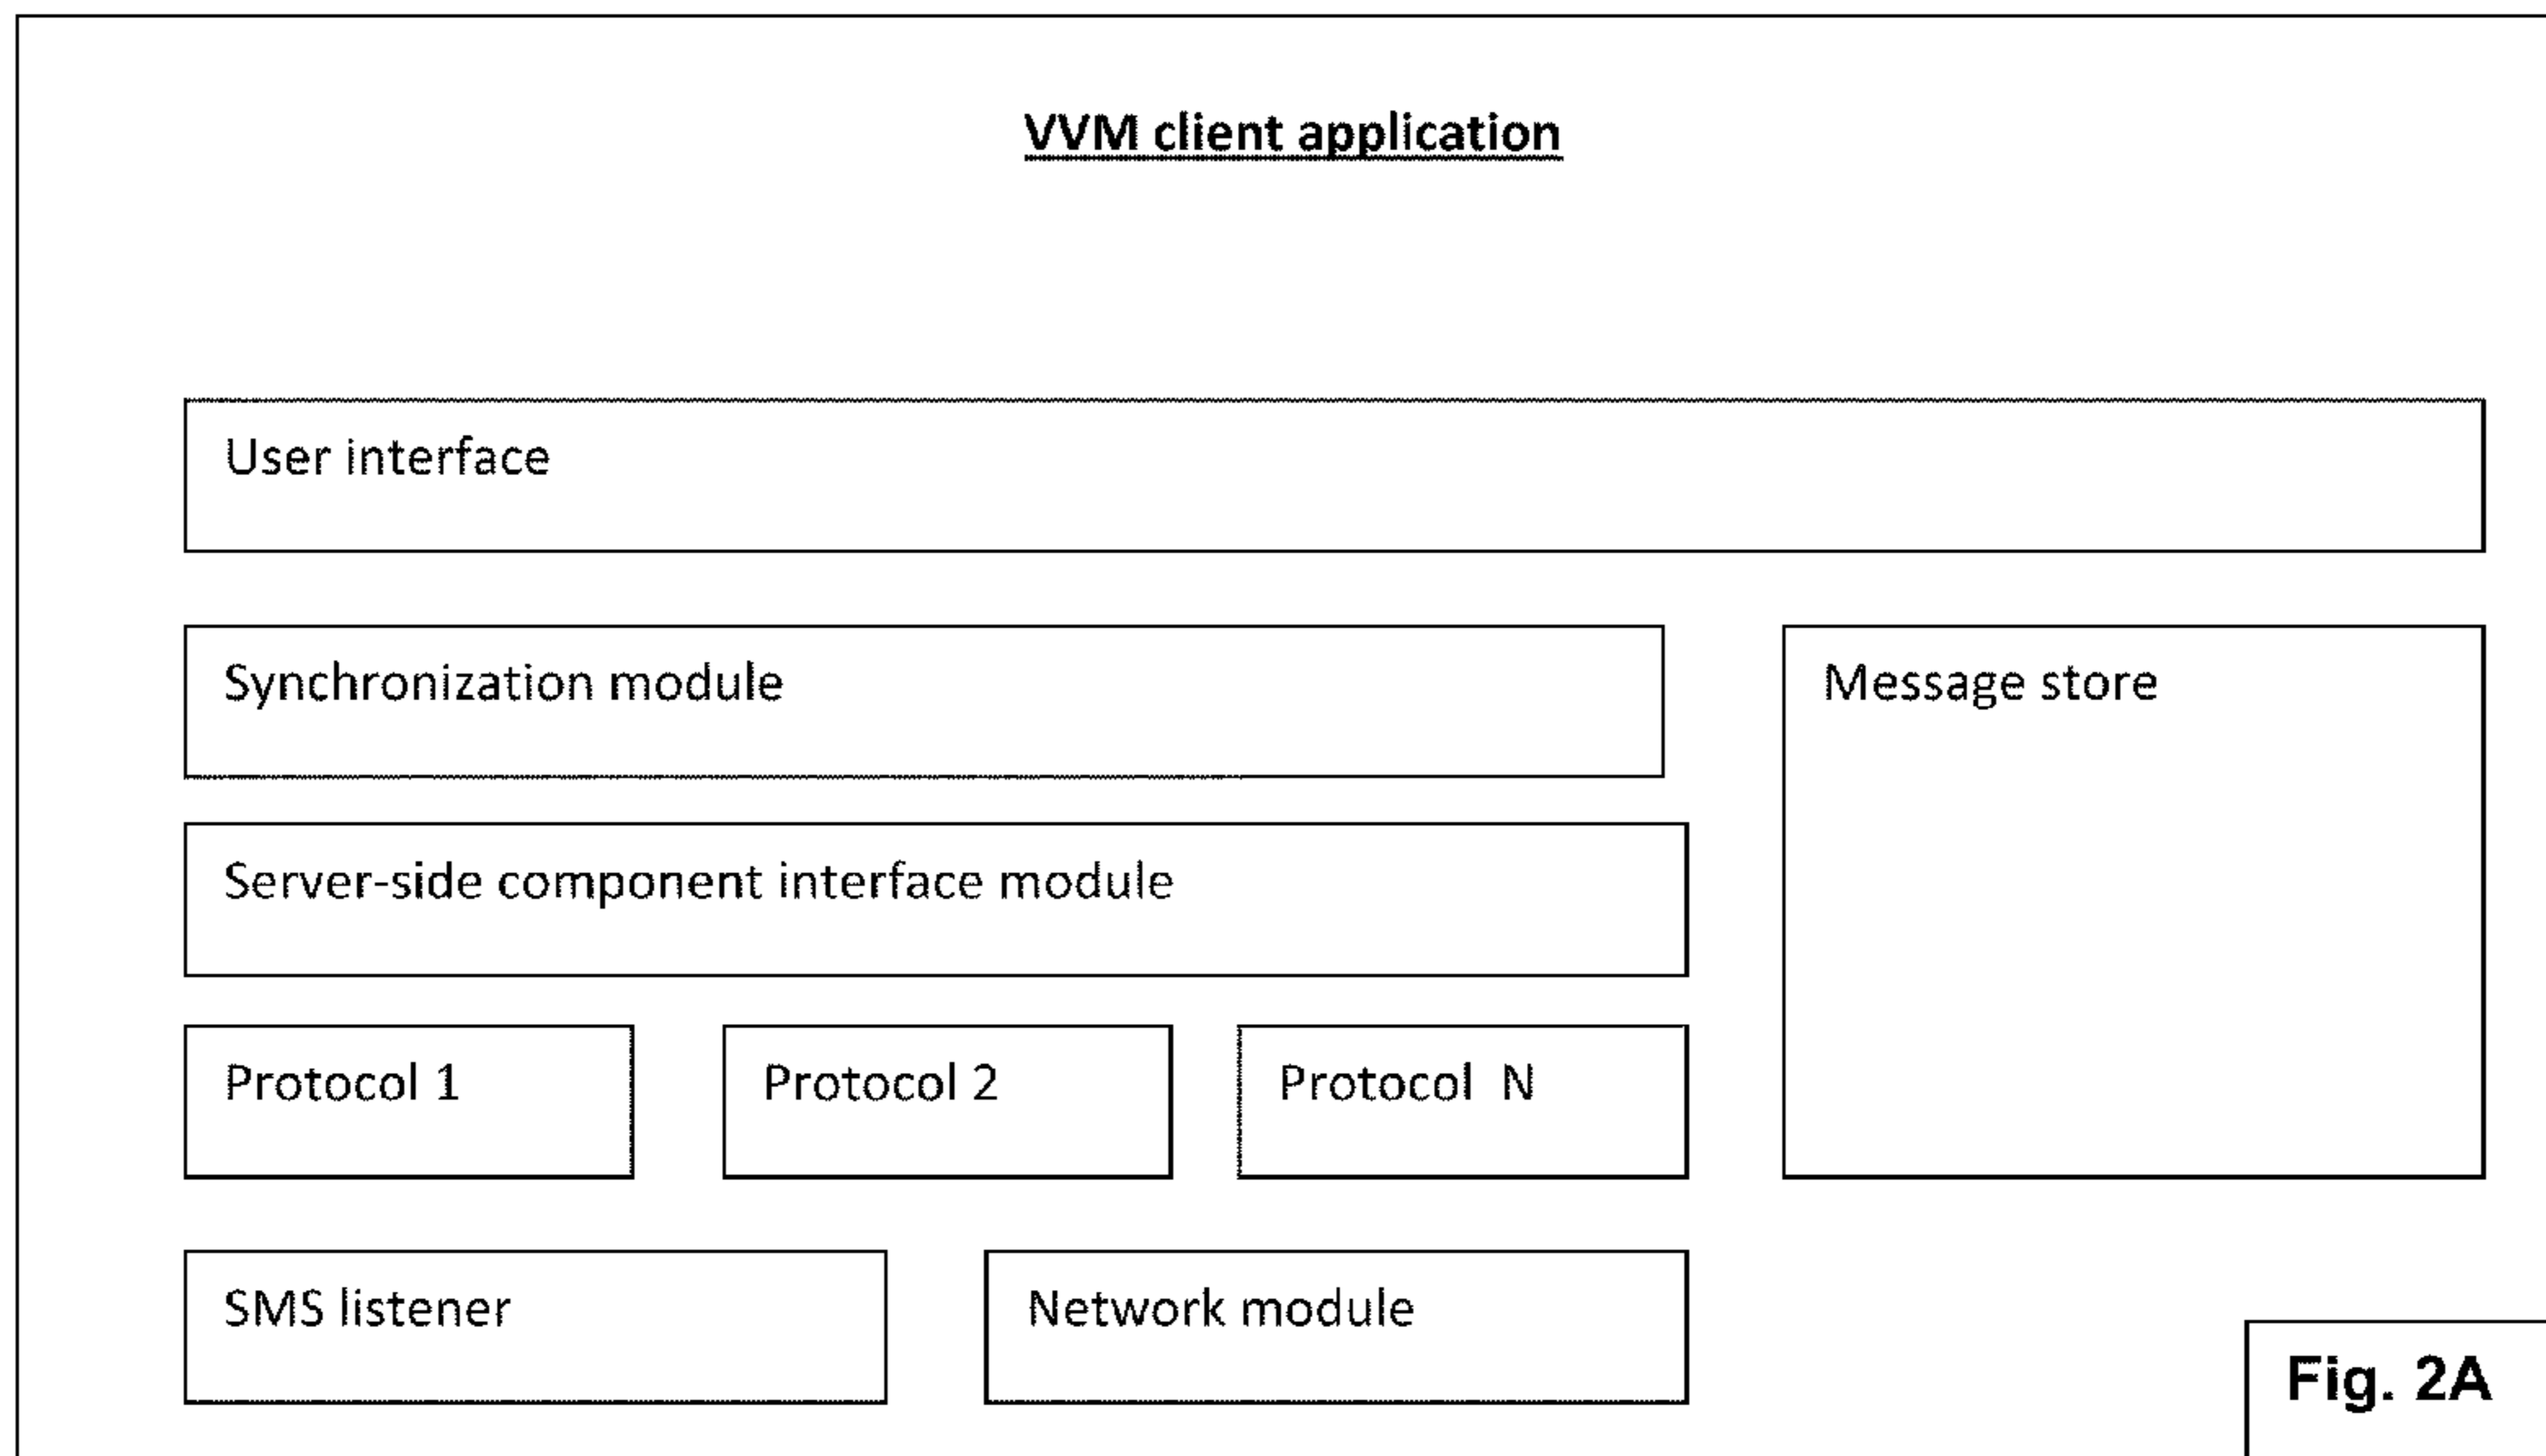 VVM client application
User interface
Synchronization module
Message store
Server-side component interface module
Protocol 1
Protocol 2
Protocol N
SMS listener
Network module
Fig. 2A